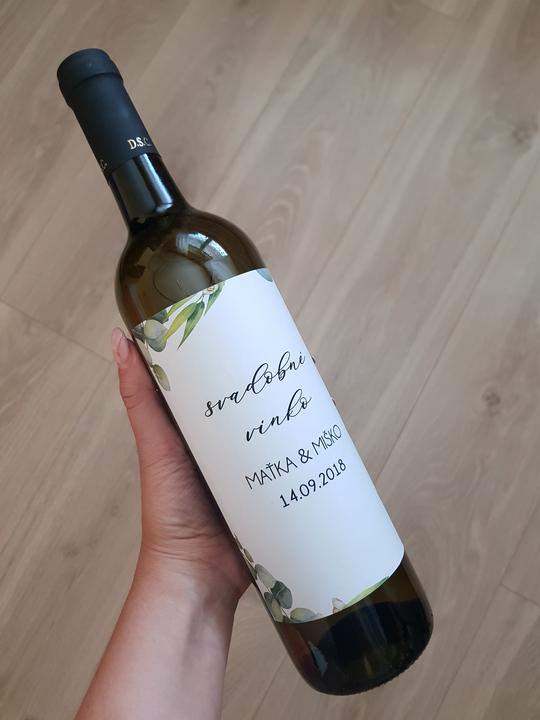 D.S.C.
C.
svadobné
vinko
MAŤKA & MIŠKO
14.09.2018